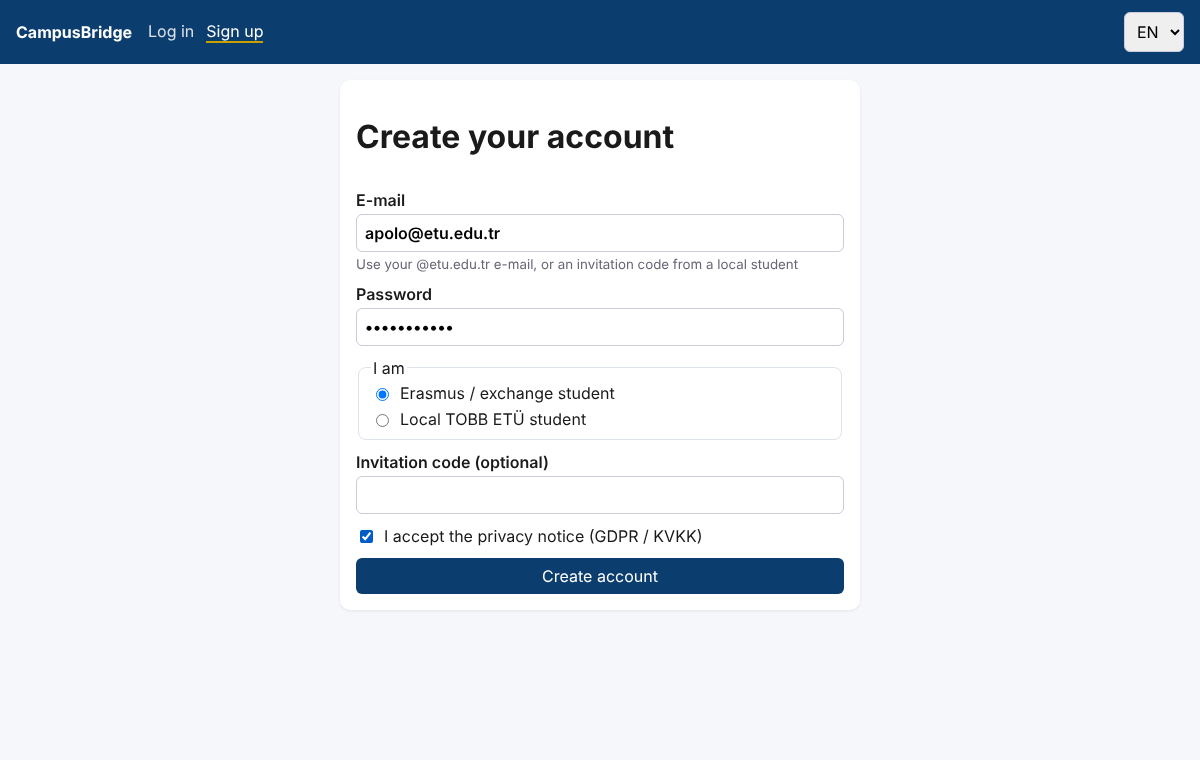 CampusBridge Log in Sign up EN
Create your account
E-mail
apolo@etu.edu.tr
Use your @etu.edu.tr e-mail, or an invitation code from a local student
Password
•••••••••••
I am
Erasmus / exchange student
Local TOBB ETÜ student
Invitation code (optional)
I accept the privacy notice (GDPR / KVKK)
Create account